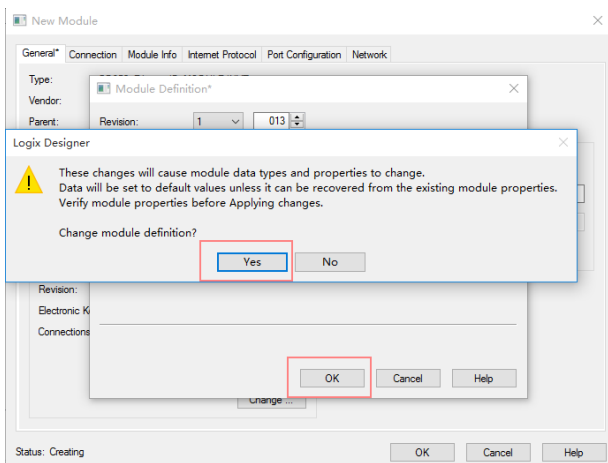 New Module
General* Connection Module Info Internet Protocol Port Configuration Network
Type:
Module Definition*
Vendor:
Parent: Revision: 1 013
Logix Designer
These changes will cause module data types and properties to change.
Data will be set to default values unless it can be recovered from the existing module properties.
Verify module properties before Applying changes.
Change module definition?
Yes No
Revision:
Electronic K
Connections
OK Cancel Help
Change ...
Status: Creating OK Cancel Help